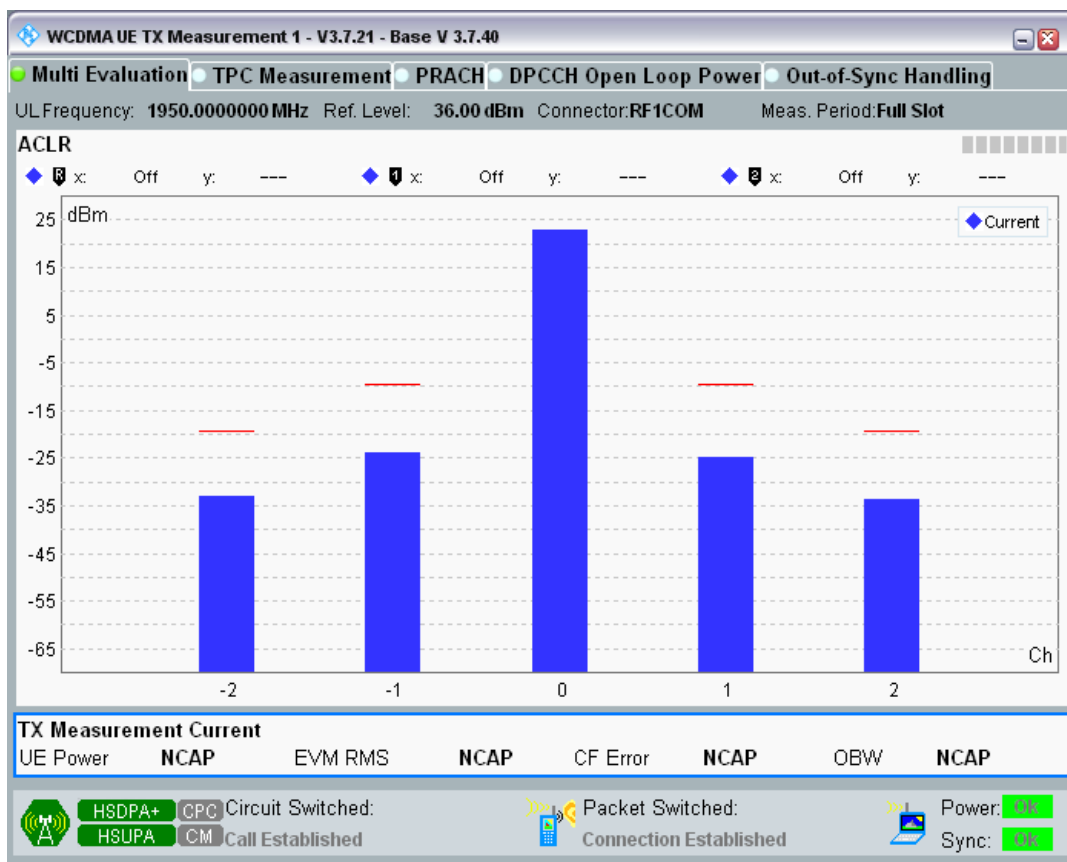 WCDMA UE TX Measurement 1 - V3.7.21 - Base V 3.7.40
Multi Evaluation TPC Measurement PRACH DPCCH Open Loop Power Out-of-Sync Handling
UL Frequency: 1950.0000000 MHz Ref. Level: 36.00 dBm Connector:RF1COM Meas. Period:Full Slot
ACLR
R x: Off y: --- 1 x: Off y: --- 2 x: Off y: ---
dBm
Current
25
15
5
-5
-15
-25
-35
-45
-55
-65
Ch
-2 -1 0 1 2
TX Measurement Current
UE Power NCAP EVM RMS NCAP CF Error NCAP OBW NCAP
HSDPA+ CPC Circuit Switched: Packet Switched: Power: Ok
HSUPA CM Call Established Connection Established Sync: Ok